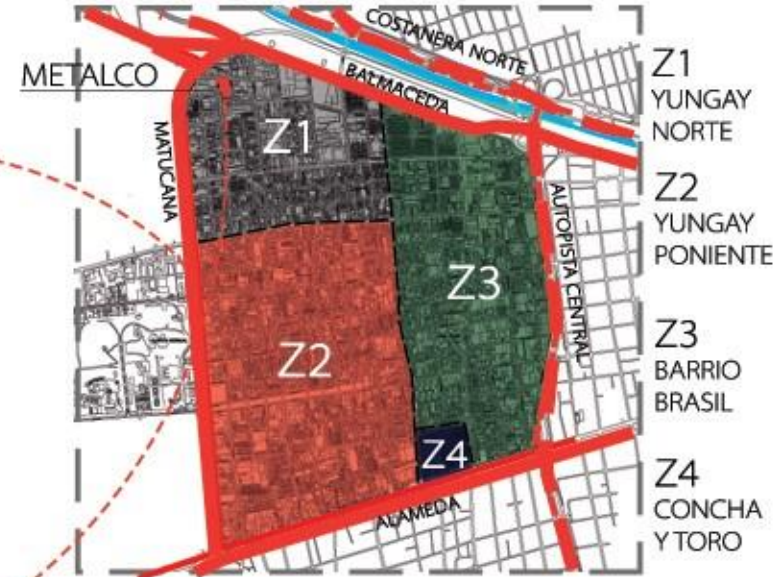 COSTANERA NORTE
METALCO
BALMACEDA
MATUCANA
Z1
Z2
Z3
Z4
AUTOPISTA CENTRAL
ALAMEDA
Z1
YUNGAY
NORTE
Z2
YUNGAY
PONIENTE
Z3
BARRIO
BRASIL
Z4
CONCHA
Y TORO